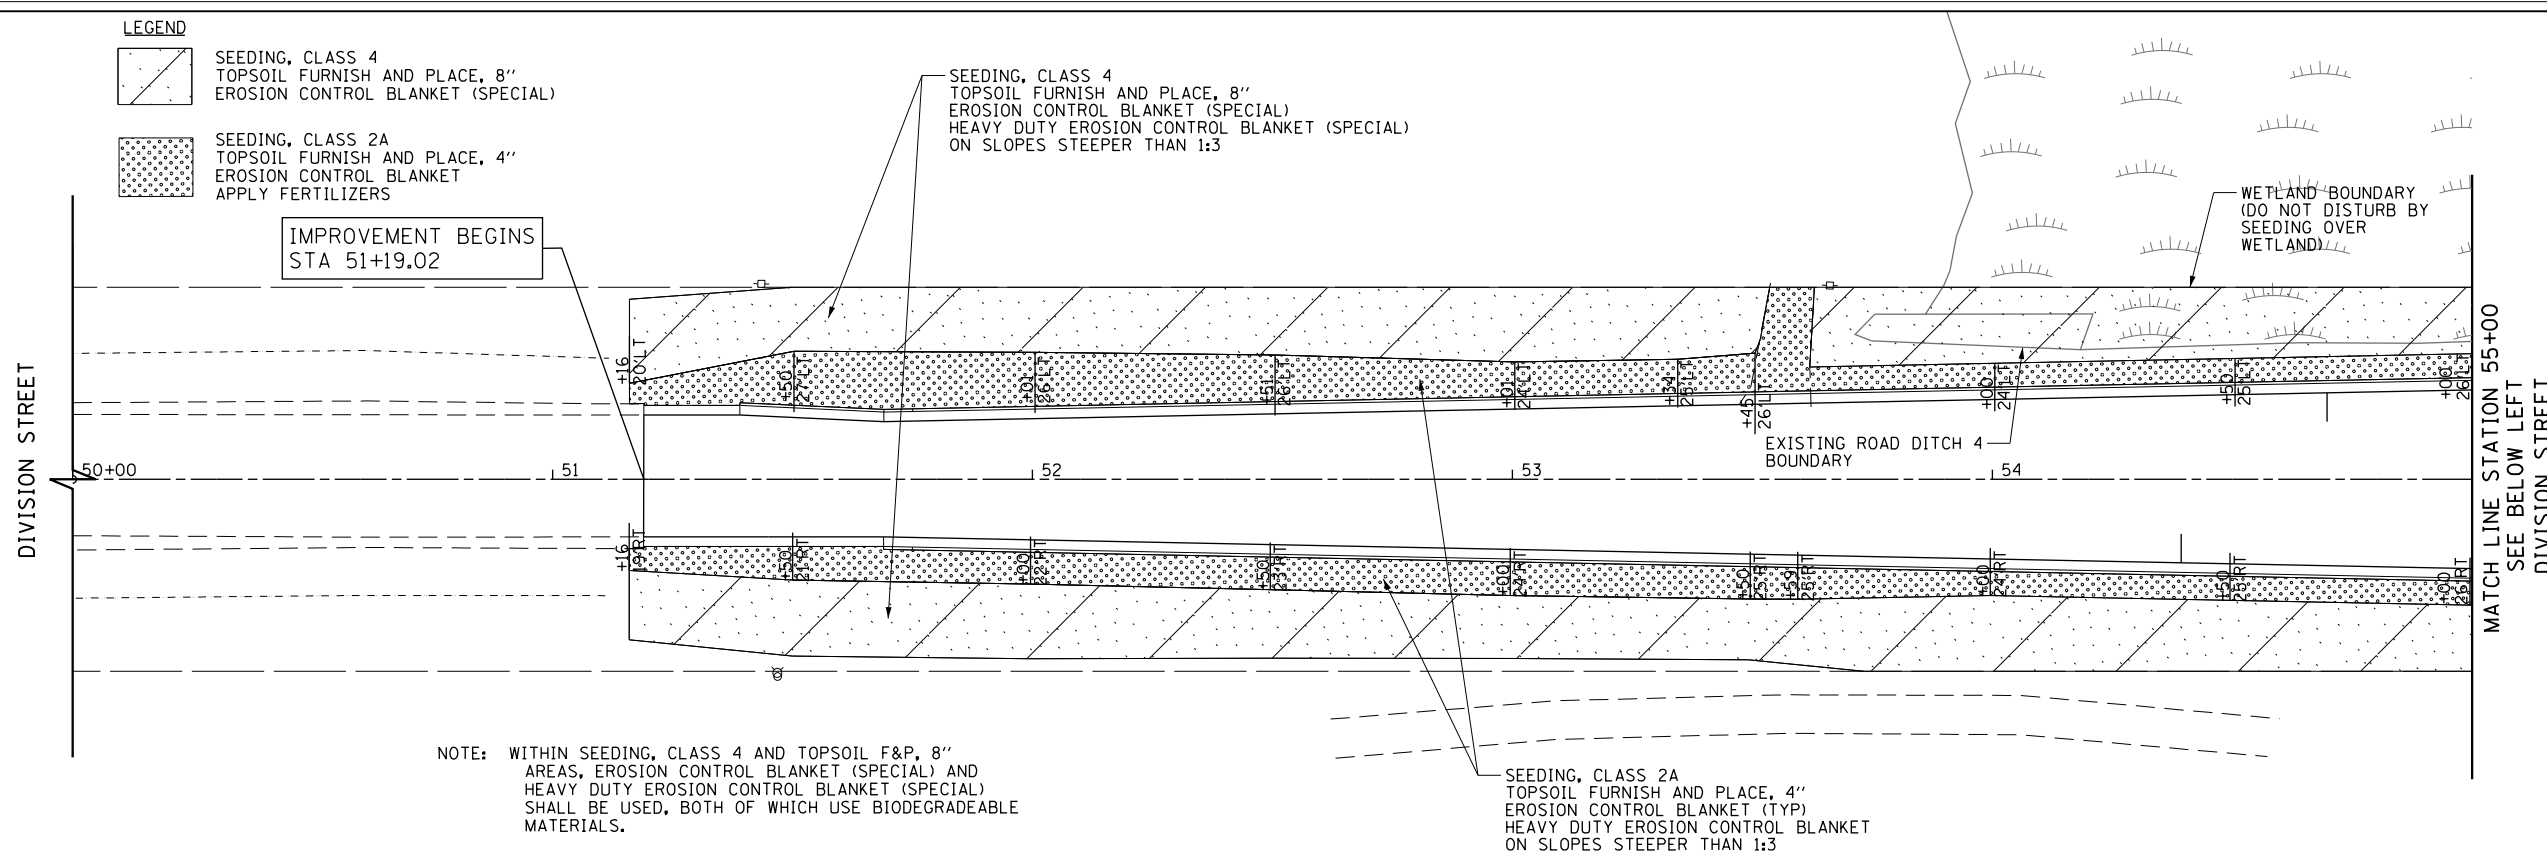 LEGEND
SEEDING, CLASS 4
TOPSOIL FURNISH AND PLACE, 8''
EROSION CONTROL BLANKET (SPECIAL)
SEEDING, CLASS 2A
TOPSOIL FURNISH AND PLACE, 4''
EROSION CONTROL BLANKET
APPLY FERTILIZERS
IMPROVEMENT BEGINS
STA 51+19.02
SEEDING, CLASS 4
TOPSOIL FURNISH AND PLACE, 8''
EROSION CONTROL BLANKET (SPECIAL)
HEAVY DUTY EROSION CONTROL BLANKET (SPECIAL)
ON SLOPES STEEPER THAN 1:3
WETLAND BOUNDARY
(DO NOT DISTURB BY
SEEDING OVER
WETLAND)
+16
20' LT
+50
27' LT
+01
26' LT
+51
26' LT
+01
24' LT
+34
25' LT
+45
26' LT
+00
24' LT
+50
25' LT
+00
26' LT
EXISTING ROAD DITCH 4
BOUNDARY
DIVISION STREET
50+00
51
52
53
54
MATCH LINE STATION 55+00
SEE BELOW LEFT
DIVISION STREET
+16
19' RT
+50
21' RT
+00
22' RT
+50
23' RT
+00
24' RT
+50
25' RT
+59
25' RT
+00
24' RT
+50
25' RT
+00
26' RT
NOTE: WITHIN SEEDING, CLASS 4 AND TOPSOIL F&P, 8''
AREAS, EROSION CONTROL BLANKET (SPECIAL) AND
HEAVY DUTY EROSION CONTROL BLANKET (SPECIAL)
SHALL BE USED, BOTH OF WHICH USE BIODEGRADEABLE
MATERIALS.
SEEDING, CLASS 2A
TOPSOIL FURNISH AND PLACE, 4''
EROSION CONTROL BLANKET (TYP)
HEAVY DUTY EROSION CONTROL BLANKET
ON SLOPES STEEPER THAN 1:3